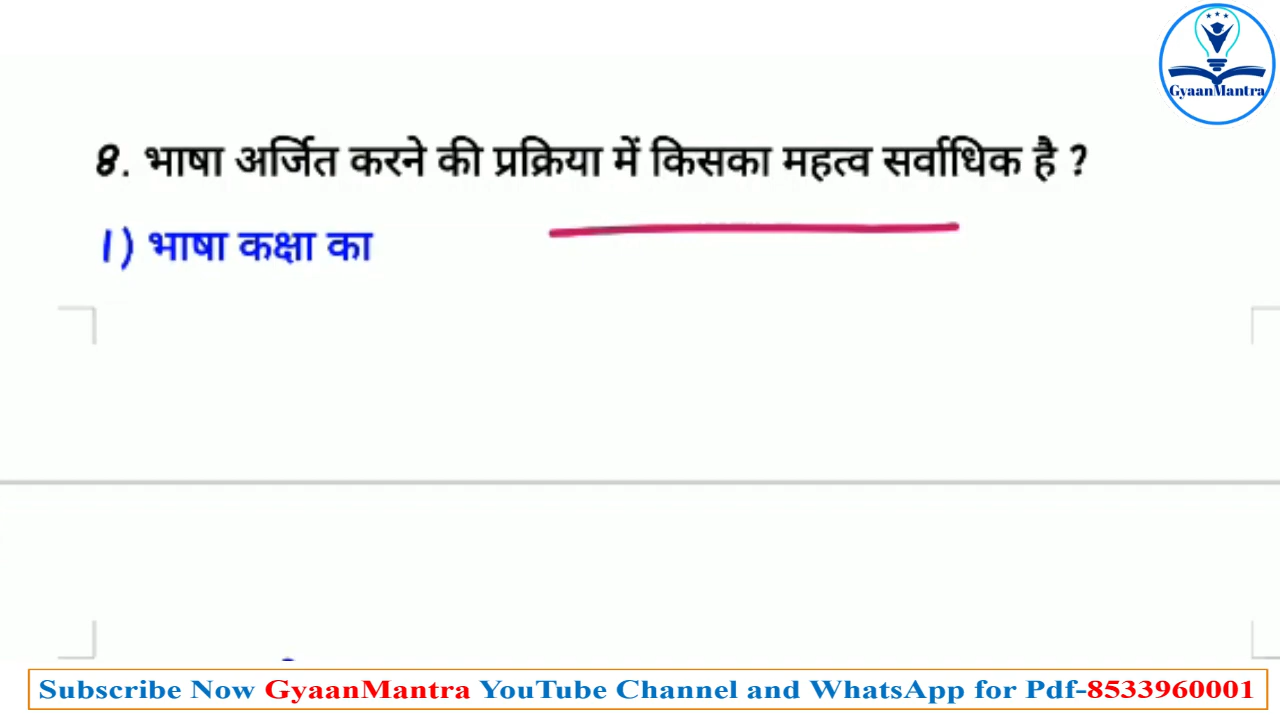 GyaanMantra
8. भाषा अर्जित करने की प्रक्रिया में किसका महत्व सर्वाधिक है ?
1) भाषा कक्षा का
Subscribe Now GyaanMantra YouTube Channel and WhatsApp for Pdf-8533960001